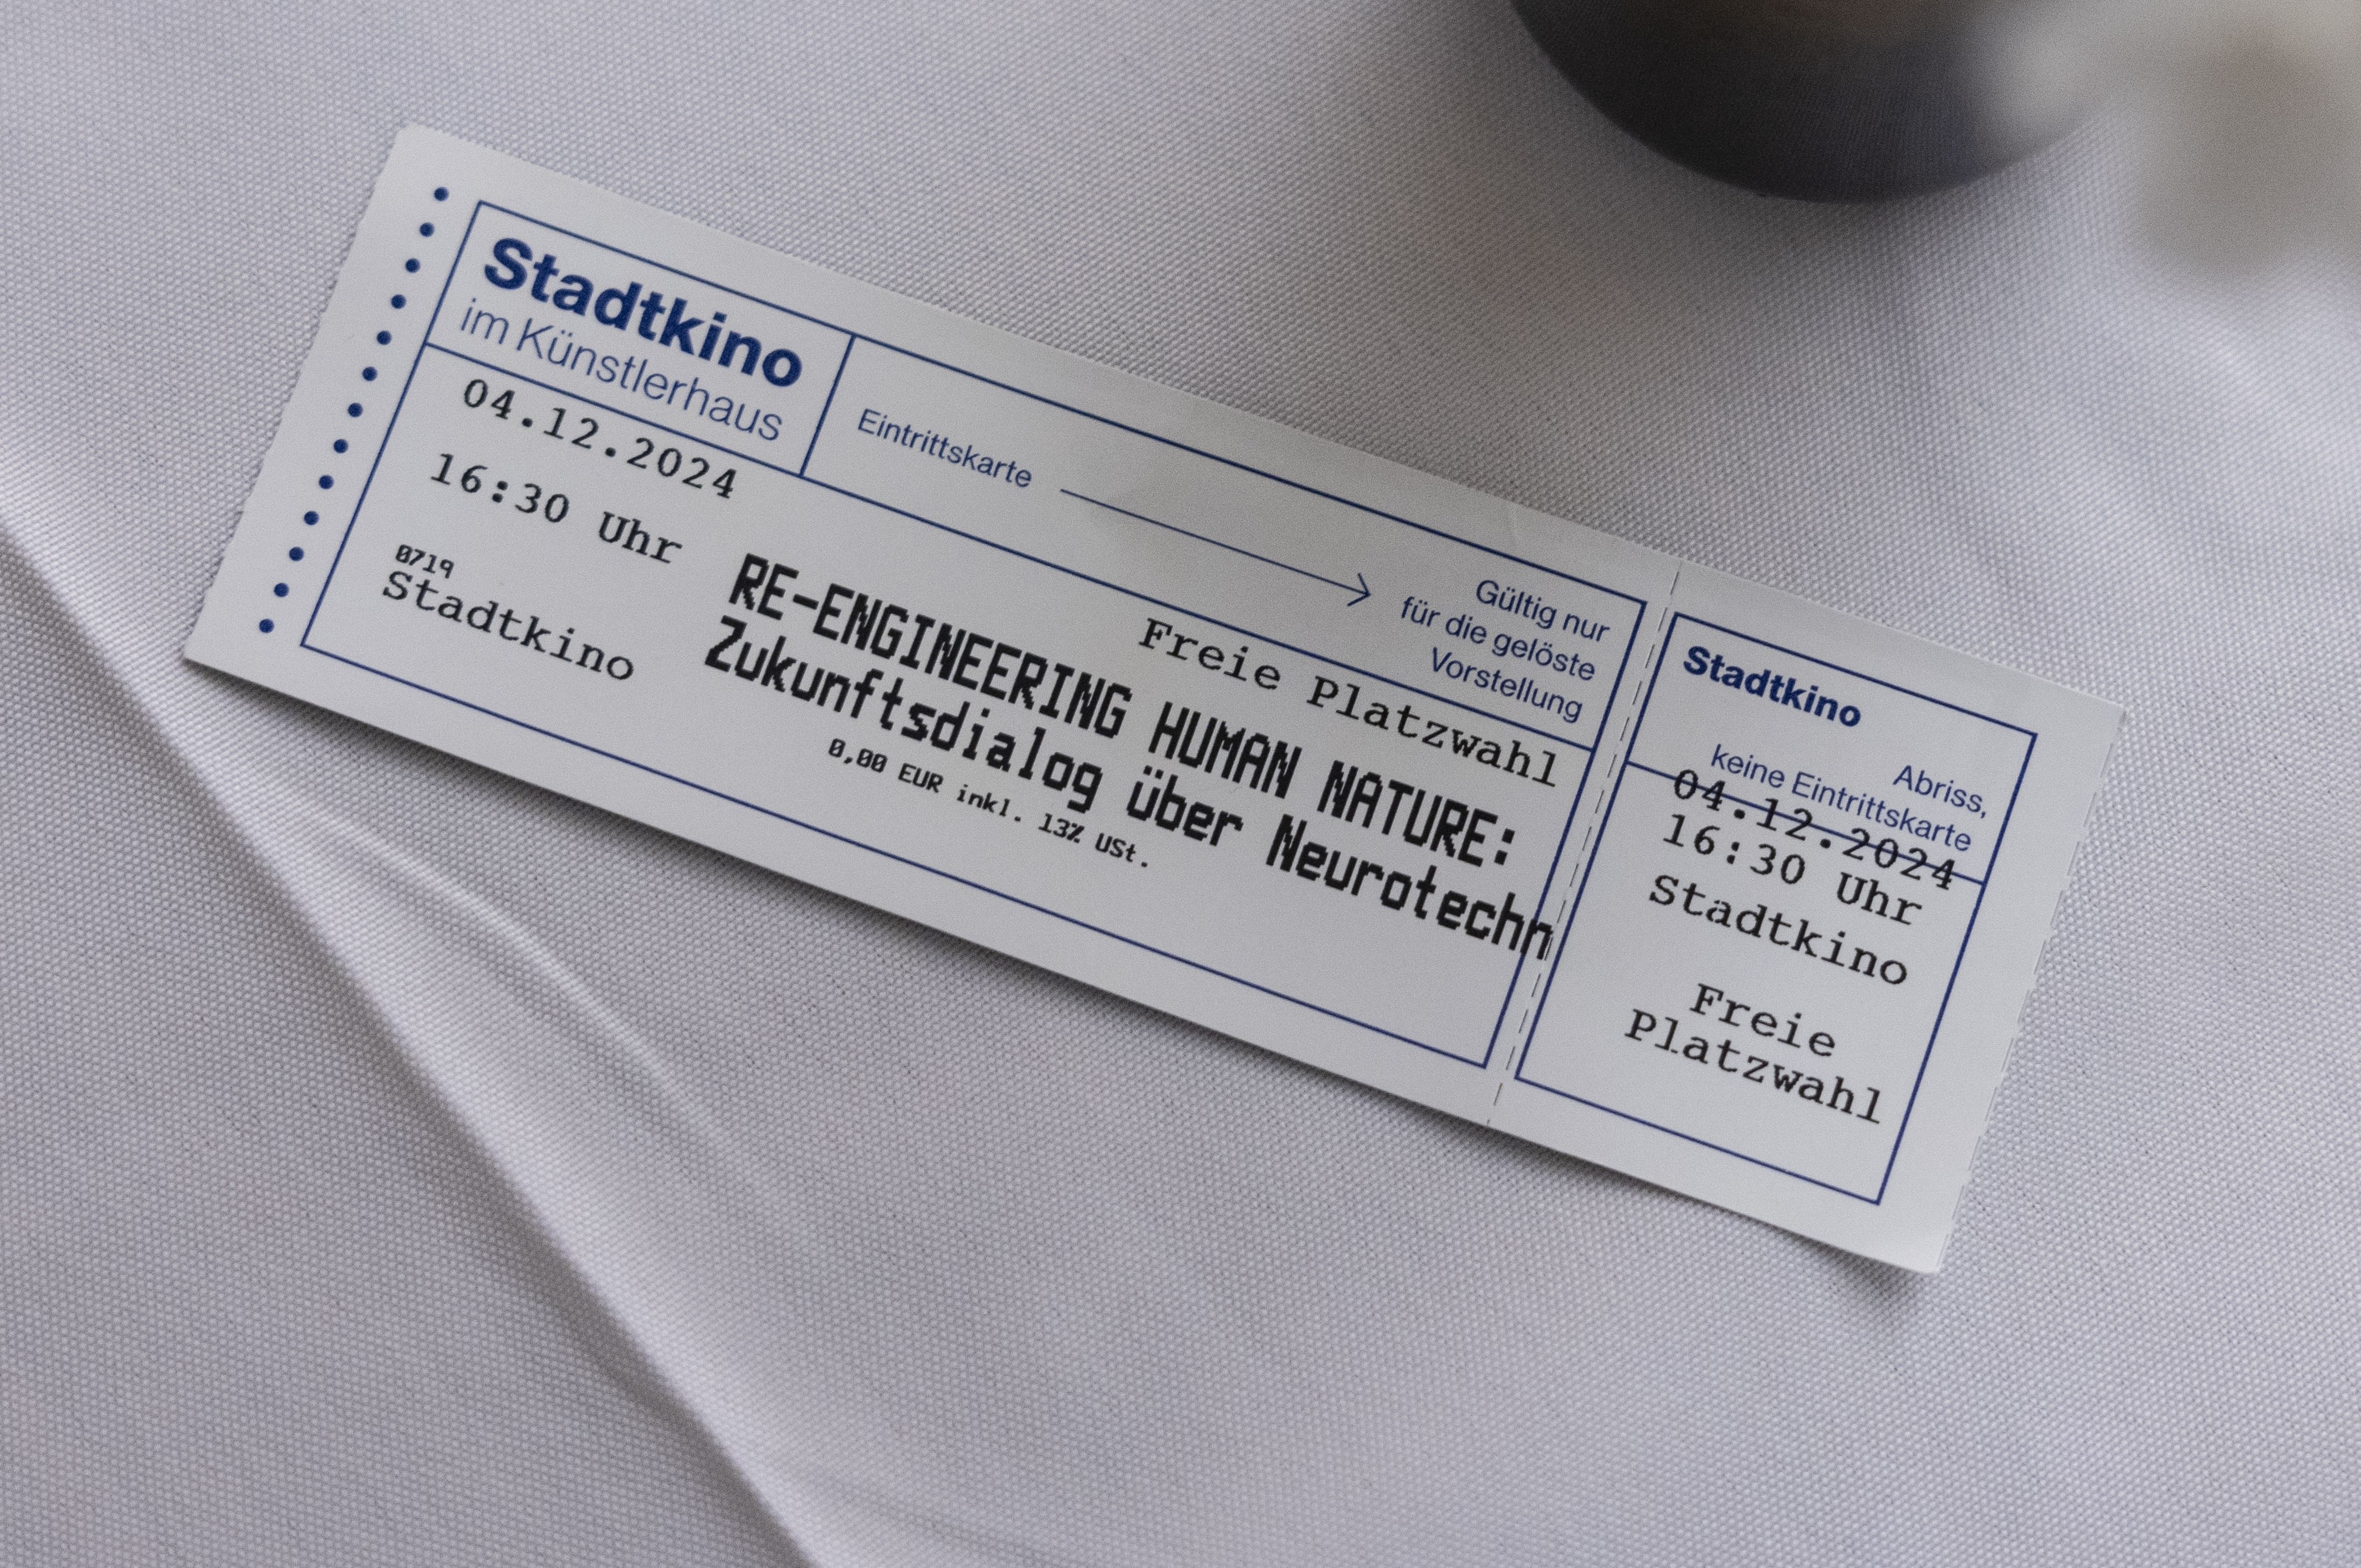 Stadtkino
im Künstlerhaus
Eintrittskarte
Gültig nur
für die gelöste
Vorstellung
04.12.2024
16:30 Uhr
Freie Platzwahl
0719
Stadtkino
RE-ENGINEERING HUMAN NATURE:
Zukunftsdialog über Neurotechn
0,00 EUR inkl. 13% USt.
Stadtkino
Abriss,
keine Eintrittskarte
04.12.2024
16:30 Uhr
Stadtkino
Freie
Platzwahl